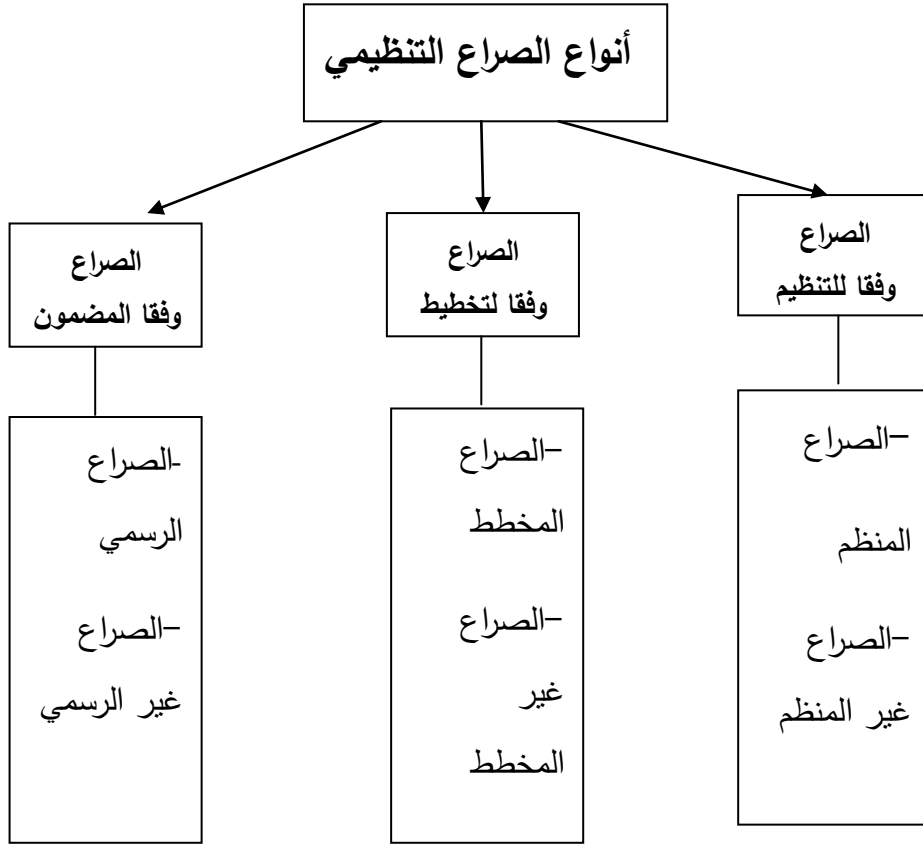 أنواع الصراع التنظيمي
الصراع
وفقا للتنظيم
الصراع
وفقا لتخطيط
الصراع
وفقا المضمون
–الصراع
المنظم
–الصراع
غير المنظم
–الصراع
المخطط
–الصراع
غير
المخطط
-الصراع
الرسمي
–الصراع
غير الرسمي